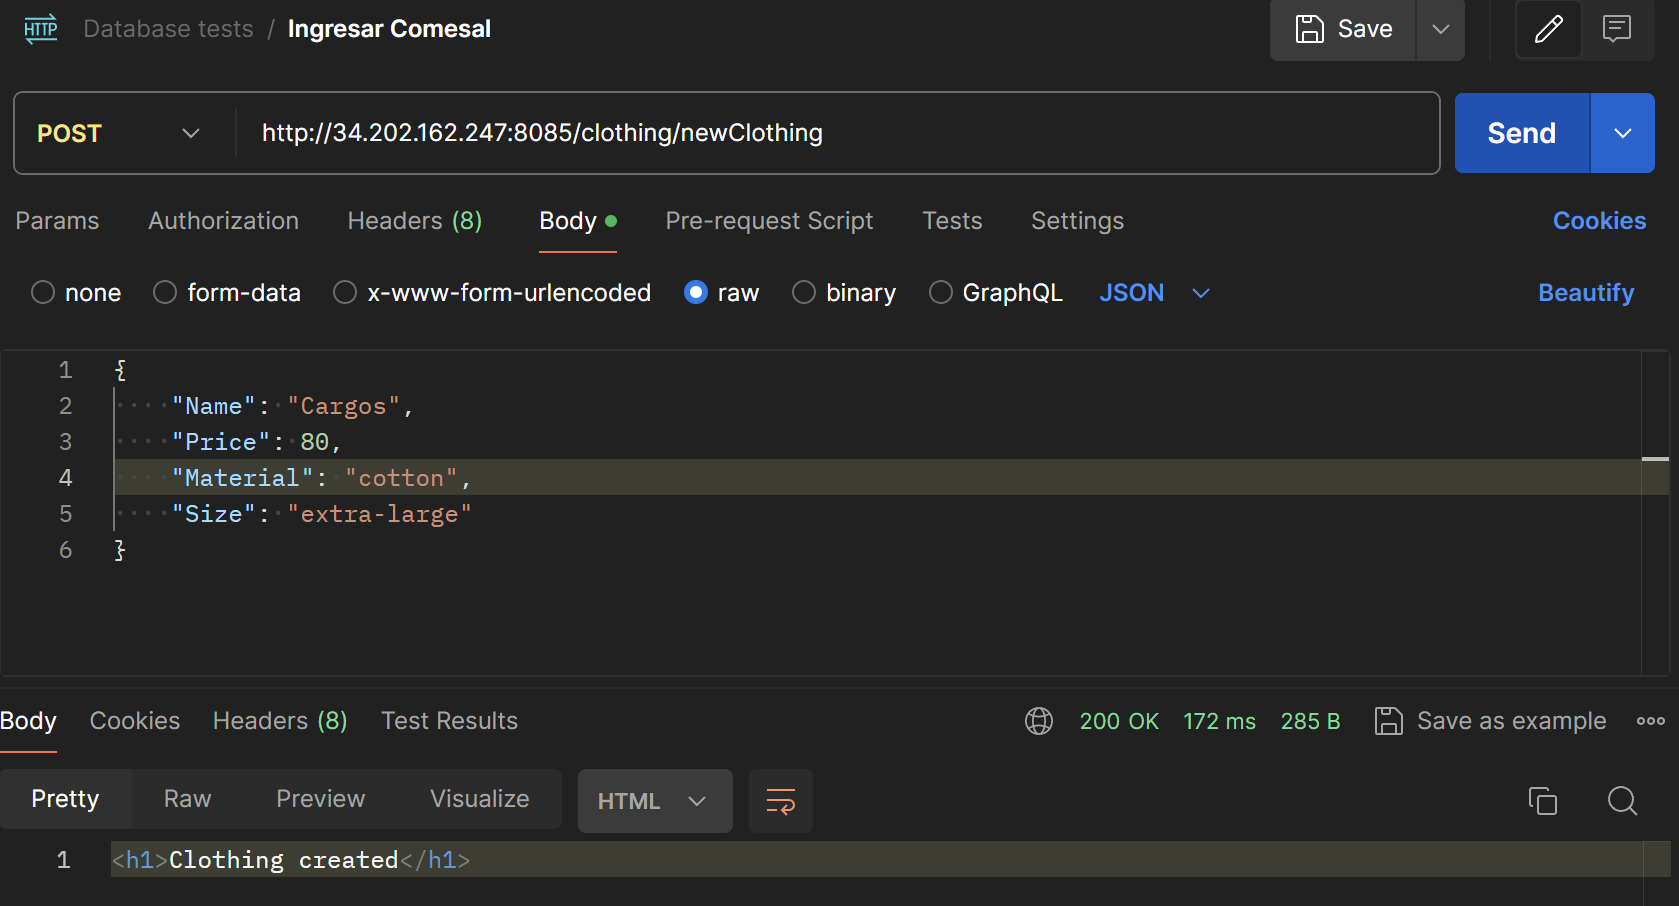 HTTP Database tests / Ingresar Comesal Save
POST http://34.202.162.247:8085/clothing/newClothing Send
Params Authorization Headers (8) Body Pre-request Script Tests Settings Cookies
none form-data x-www-form-urlencoded raw binary GraphQL JSON Beautify
1 {
2 "Name": "Cargos",
3 "Price": 80,
4 "Material": "cotton",
5 "Size": "extra-large"
6 }
Body Cookies Headers (8) Test Results 200 OK 172 ms 285 B Save as example
Pretty Raw Preview Visualize HTML
1 <h1>Clothing created</h1>